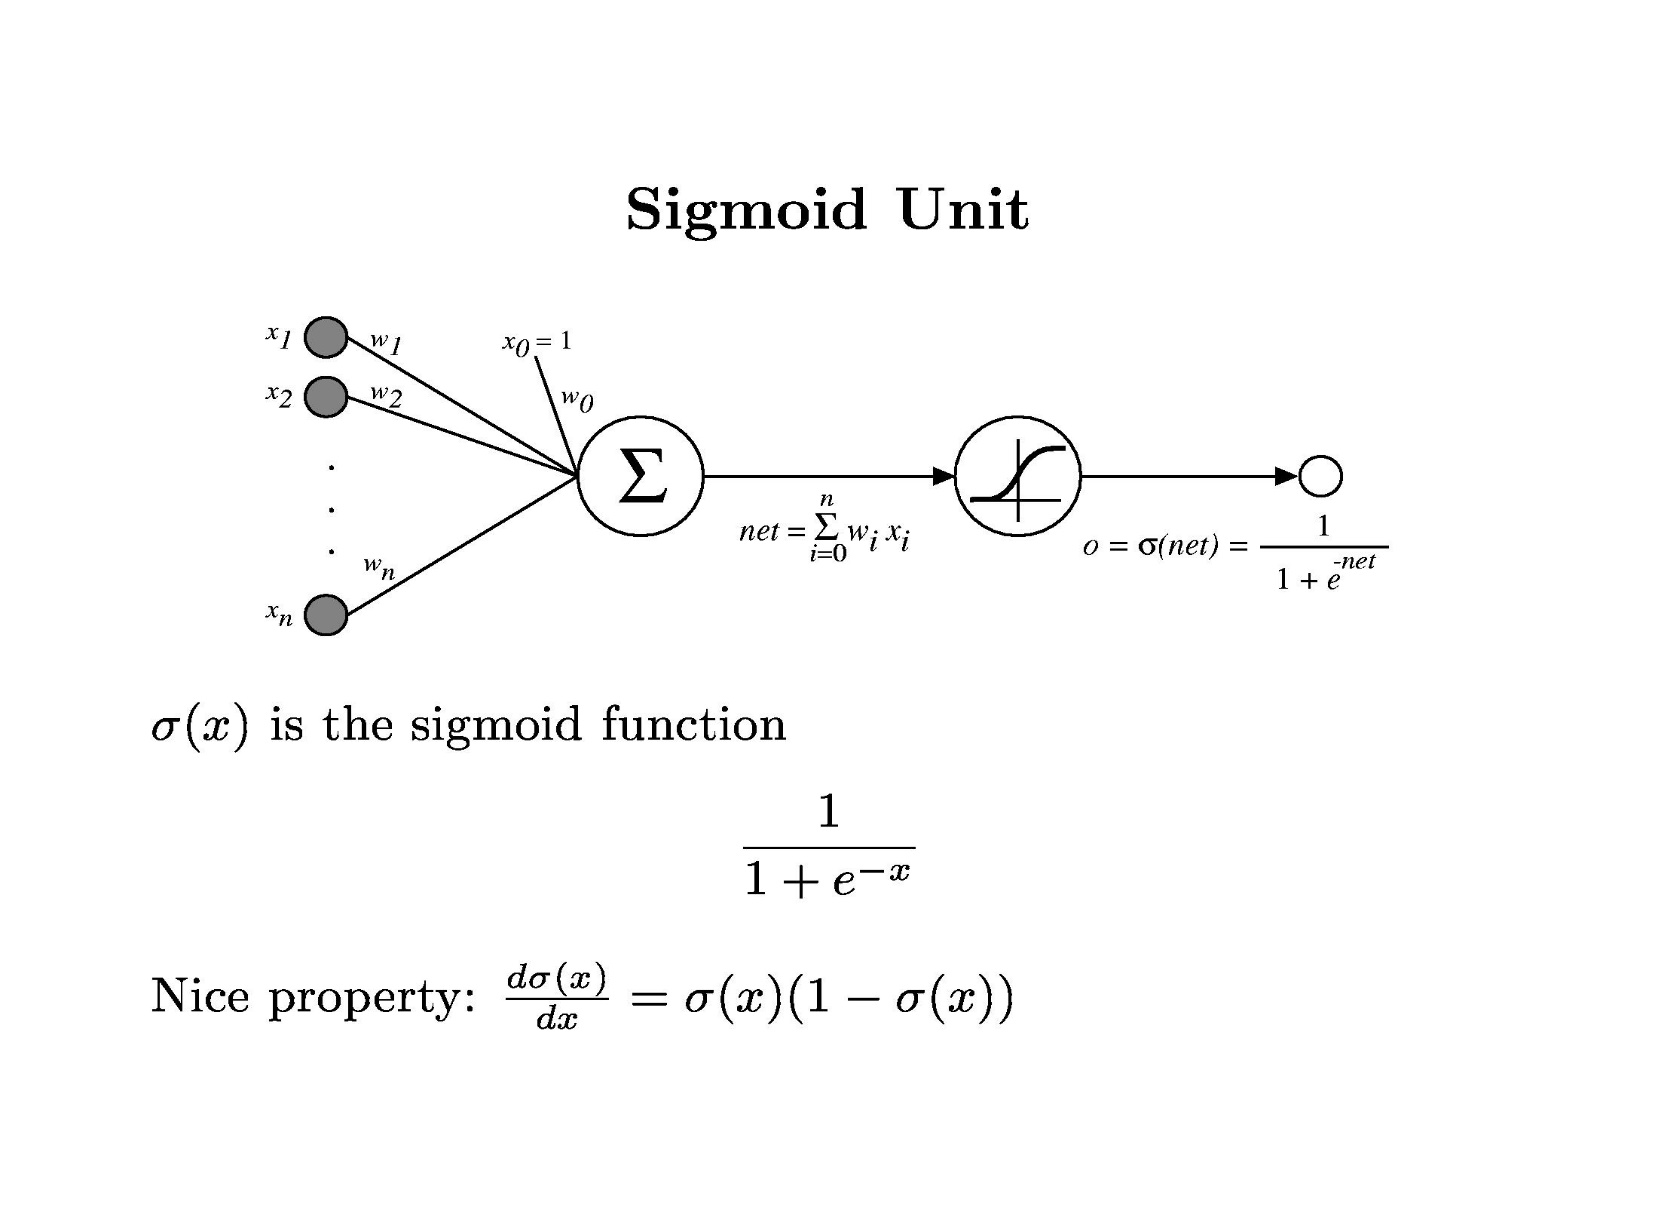 Sigmoid Unit
x1 w1 x0 = 1
x2 w2 w0
.
.
.
wn
xn
Σ
net = Σ_{i=0}^{n} wi xi
o = σ(net) = 1 / (1 + e^{-net})
σ(x) is the sigmoid function
1 / (1 + e^{−x})
Nice property: dσ(x)/dx = σ(x)(1 − σ(x))